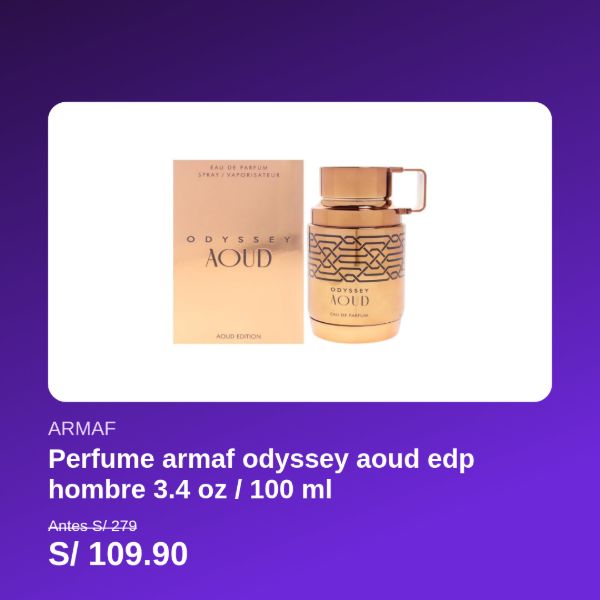 EAU DE PARFUM
SPRAY / VAPORISATEUR
ODYSSEY
AOUD
AOUD EDITION
ODYSSEY
AOUD
EAU DE PARFUM
ARMAF
Perfume armaf odyssey aoud edp
hombre 3.4 oz / 100 ml
Antes S/ 279
S/ 109.90